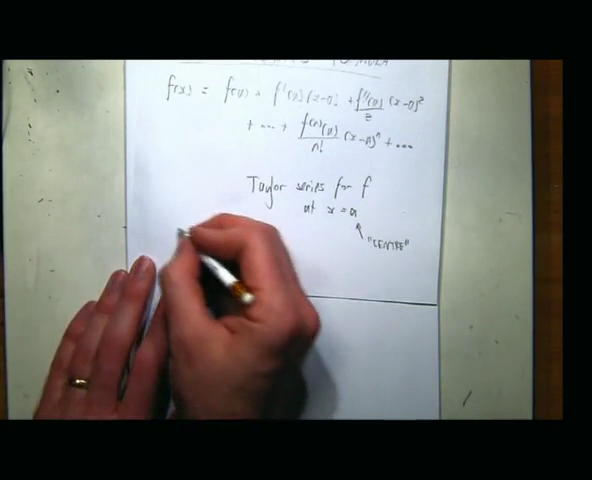 f(x) = f(a) + f'(a)(x-a) + f''(a)/2 (x-a)²
+ ... + f(n)(a)/n! (x-a)ⁿ + ...
Taylor series for f
at x = a
"CENTRE"